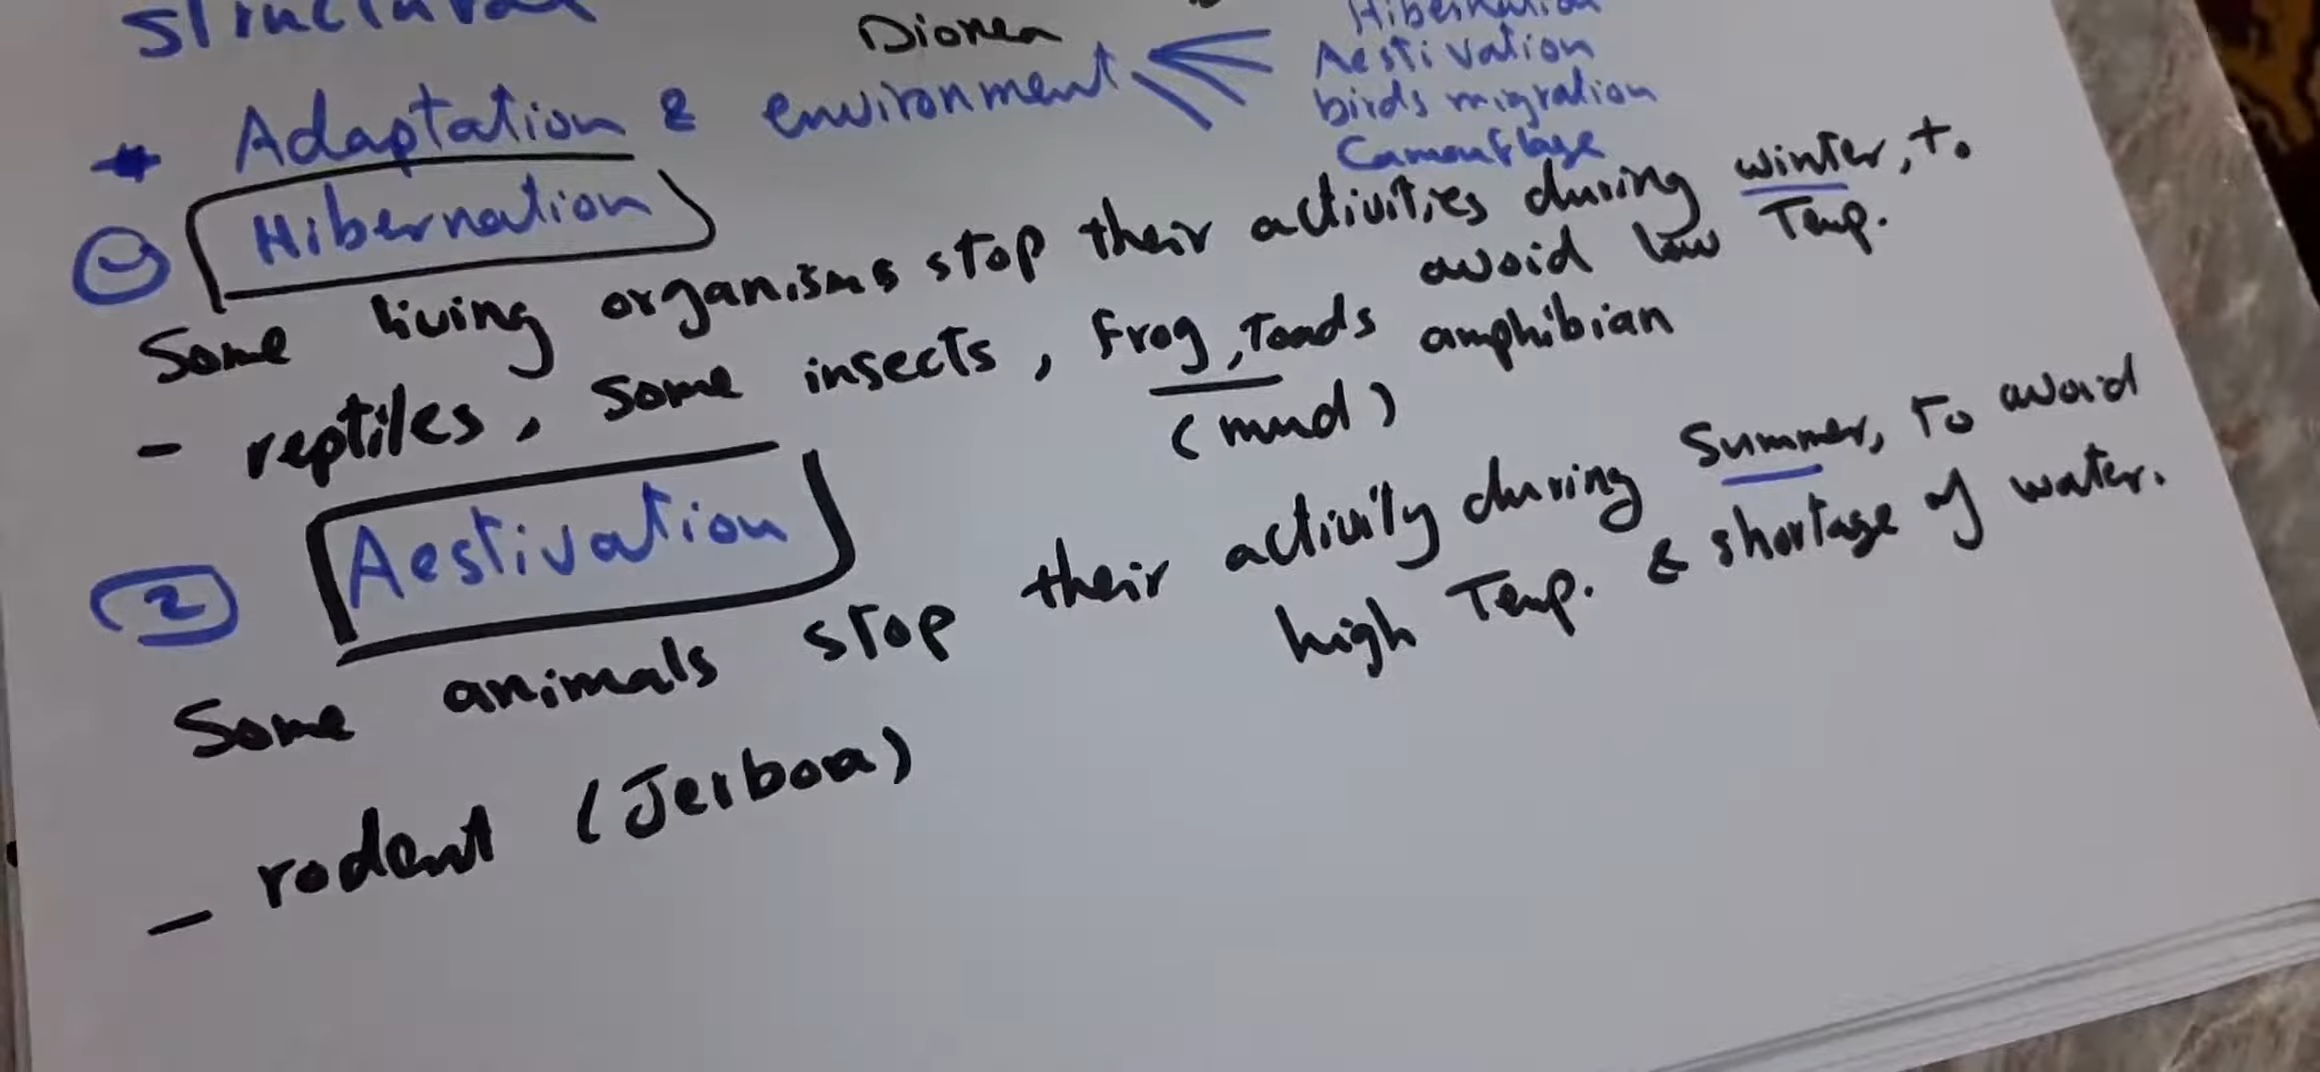 Structural
Dionea
* Adaptation & environment
Hibernation
Aestivation
birds migration
Camouflage
Hibernation
Some living organisms stop their activities during winter, to
avoid low Temp.
- reptiles, some insects, Frog, Toads amphibian
(mud)
2 Aestivation
Some animals stop their activity during Summer, To avoid
high Temp. & shortage of water.
- rodent (Jerboa)